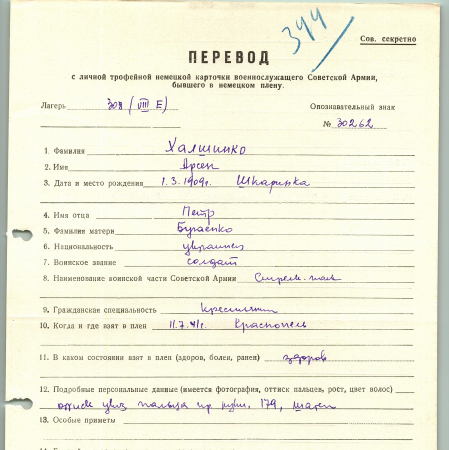 344
Сов. секретно
ПЕРЕВОД
с личной трофейной немецкой карточки военнослужащего Советской Армии,
бывшего в немецком плену.
Лагерь 308 (VIII E) Опознавательный знак
№ 30262
1. Фамилия Халшинко
2. Имя Арсен
3. Дата и место рождения 1.3.1909г. Шкаринка
4. Имя отца Петр
5. Фамилия матери Бураенко
6. Национальность украинец
7. Воинское звание солдат
8. Наименование воинской части Советской Армии
9. Гражданская специальность крестьянин
10. Когда и где взят в плен 11.7.41г. Краснополь
11. В каком состоянии взят в плен (здоров, болен, ранен) здоров
12. Подробные персональные данные (имеется фотография, оттиск пальцев, рост, цвет волос)
оттиск указ. пальца пр. руки, 179,
13. Особые приметы